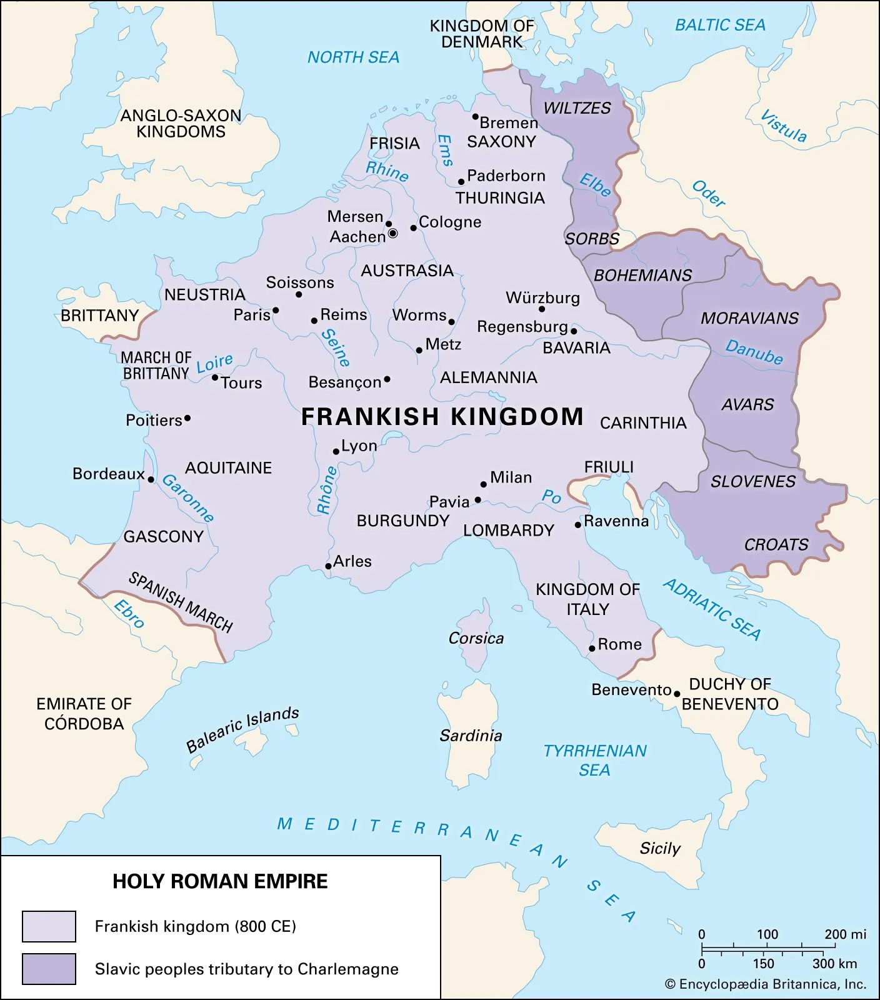 KINGDOM OF
DENMARK
BALTIC SEA
NORTH SEA
ANGLO-SAXON
KINGDOMS
WILTZES
Bremen
SAXONY
FRISIA
Ems
Vistula
Rhine
Paderborn
THURINGIA
Elbe
Oder
Mersen
Aachen
Cologne
SORBS
AUSTRASIA
BOHEMIANS
Soissons
NEUSTRIA
Paris
Reims
Worms
Würzburg
Regensburg
BAVARIA
MORAVIANS
BRITTANY
Seine
Metz
Danube
MARCH OF
BRITTANY
Loire
Tours
Besançon
ALEMANNIA
AVARS
Poitiers
FRANKISH KINGDOM
CARINTHIA
Lyon
Bordeaux
AQUITAINE
Garonne
Rhône
Milan
Pavia
Po
FRIULI
SLOVENES
BURGUNDY
LOMBARDY
Ravenna
GASCONY
CROATS
Arles
SPANISH MARCH
Ebro
KINGDOM OF
ITALY
ADRIATIC SEA
Corsica
Rome
Benevento
DUCHY OF
BENEVENTO
EMIRATE OF
CÓRDOBA
Balearic Islands
Sardinia
TYRRHENIAN
SEA
MEDITERRANEAN SEA
Sicily
HOLY ROMAN EMPIRE
Frankish kingdom (800 CE)
Slavic peoples tributary to Charlemagne
0 100 200 mi
0 150 300 km
© Encyclopædia Britannica, Inc.